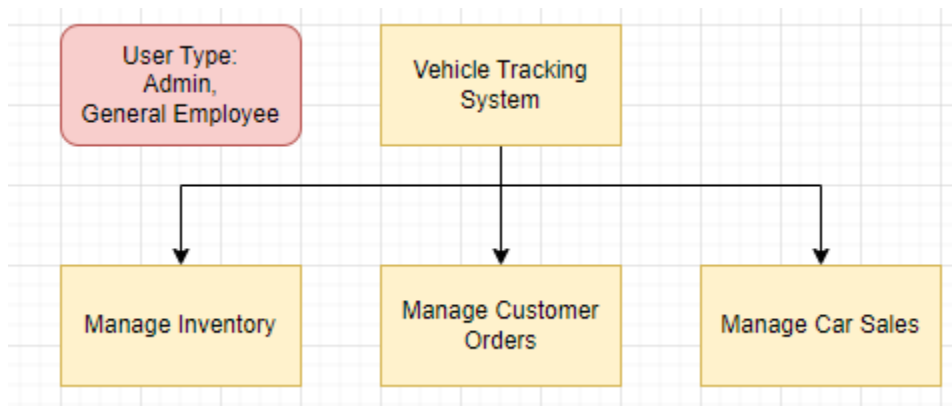 User Type:
Admin,
General Employee
Vehicle Tracking
System
Manage Inventory
Manage Customer
Orders
Manage Car Sales